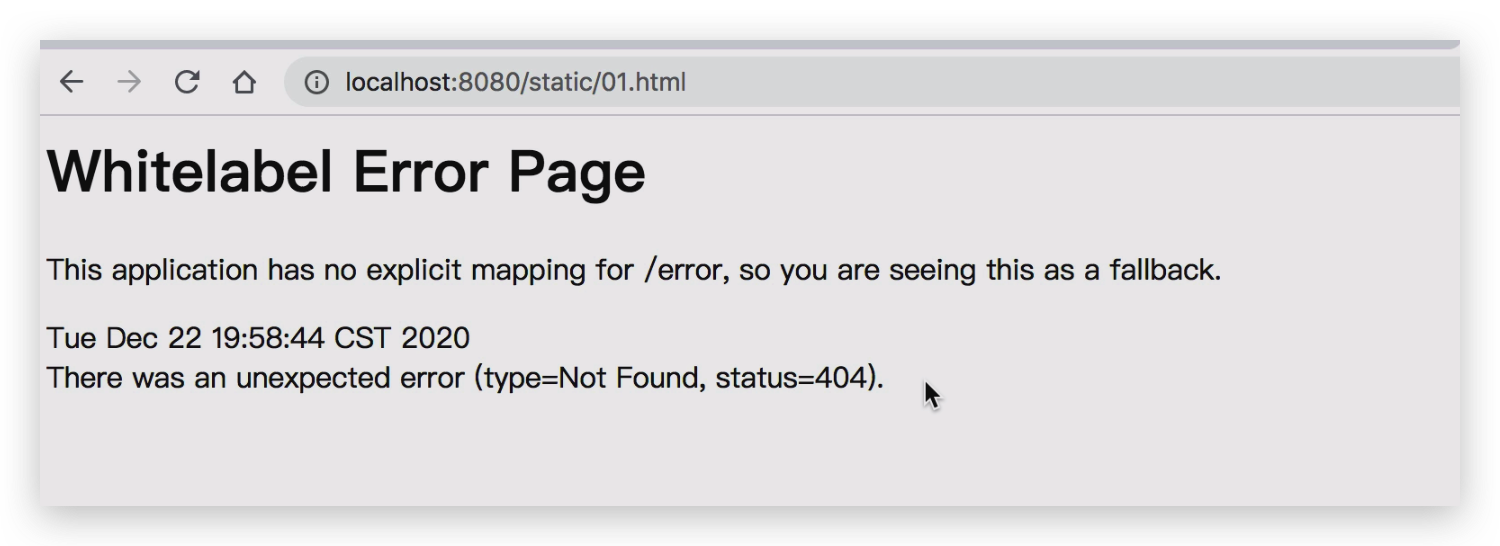 localhost:8080/static/01.html
Whitelabel Error Page
This application has no explicit mapping for /error, so you are seeing this as a fallback.
Tue Dec 22 19:58:44 CST 2020
There was an unexpected error (type=Not Found, status=404).